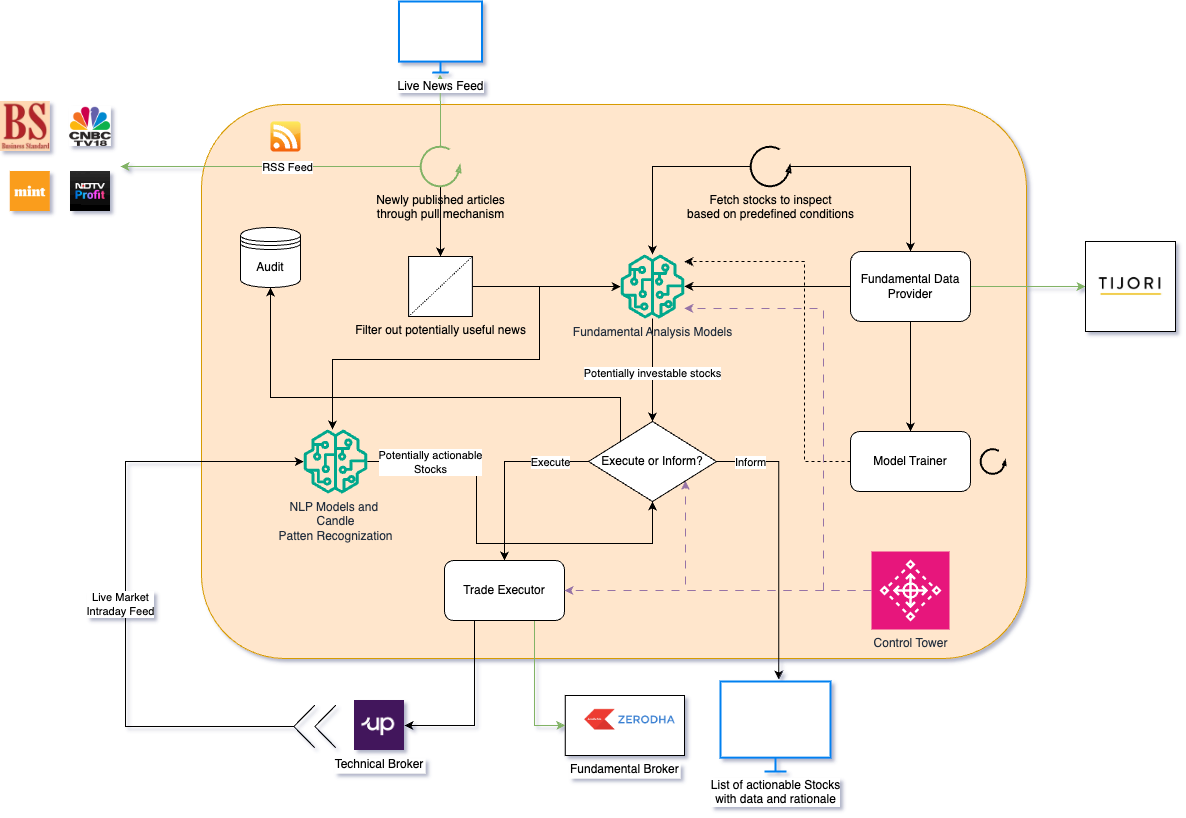 Live News Feed
BS
Business Standard
CNBC
TV18
mint
NDTV
Profit
RSS Feed
Newly published articles
through pull mechanism
Fetch stocks to inspect
based on predefined conditions
Audit
Filter out potentially useful news
Fundamental Analysis Models
Fundamental Data
Provider
TIJORI
Potentially investable stocks
Potentially actionable
Stocks
Execute
Execute or Inform?
Inform
Model Trainer
NLP Models and
Candle
Patten Recognization
Trade Executor
Control Tower
Live Market
Intraday Feed
up
Technical Broker
ZERODHA
Fundamental Broker
List of actionable Stocks
with data and rationale